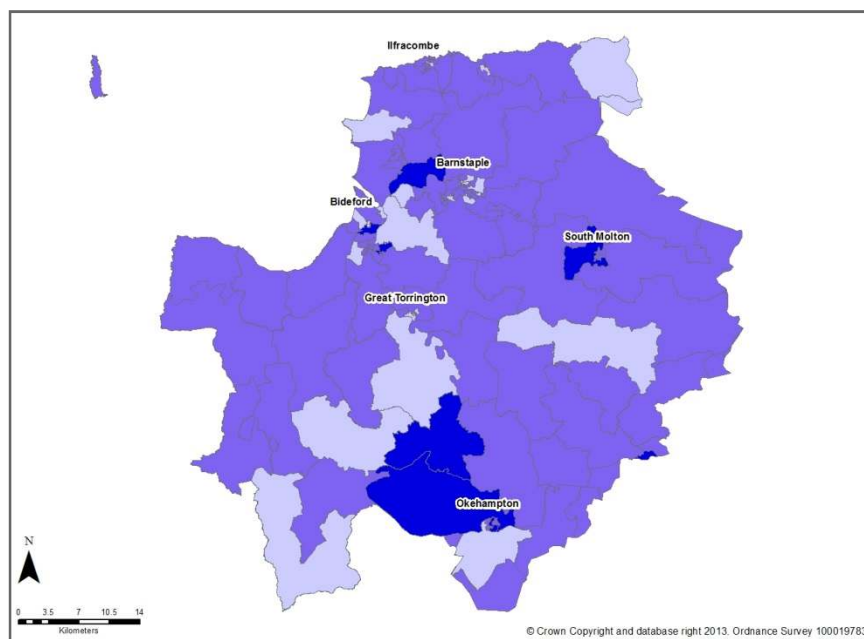 Ilfracombe
Barnstaple
Bideford
South Molton
Great Torrington
Okehampton
N
0 3.5 7 10.5 14
Kilometers
© Crown Copyright and database right 2013. Ordnance Survey 100019783